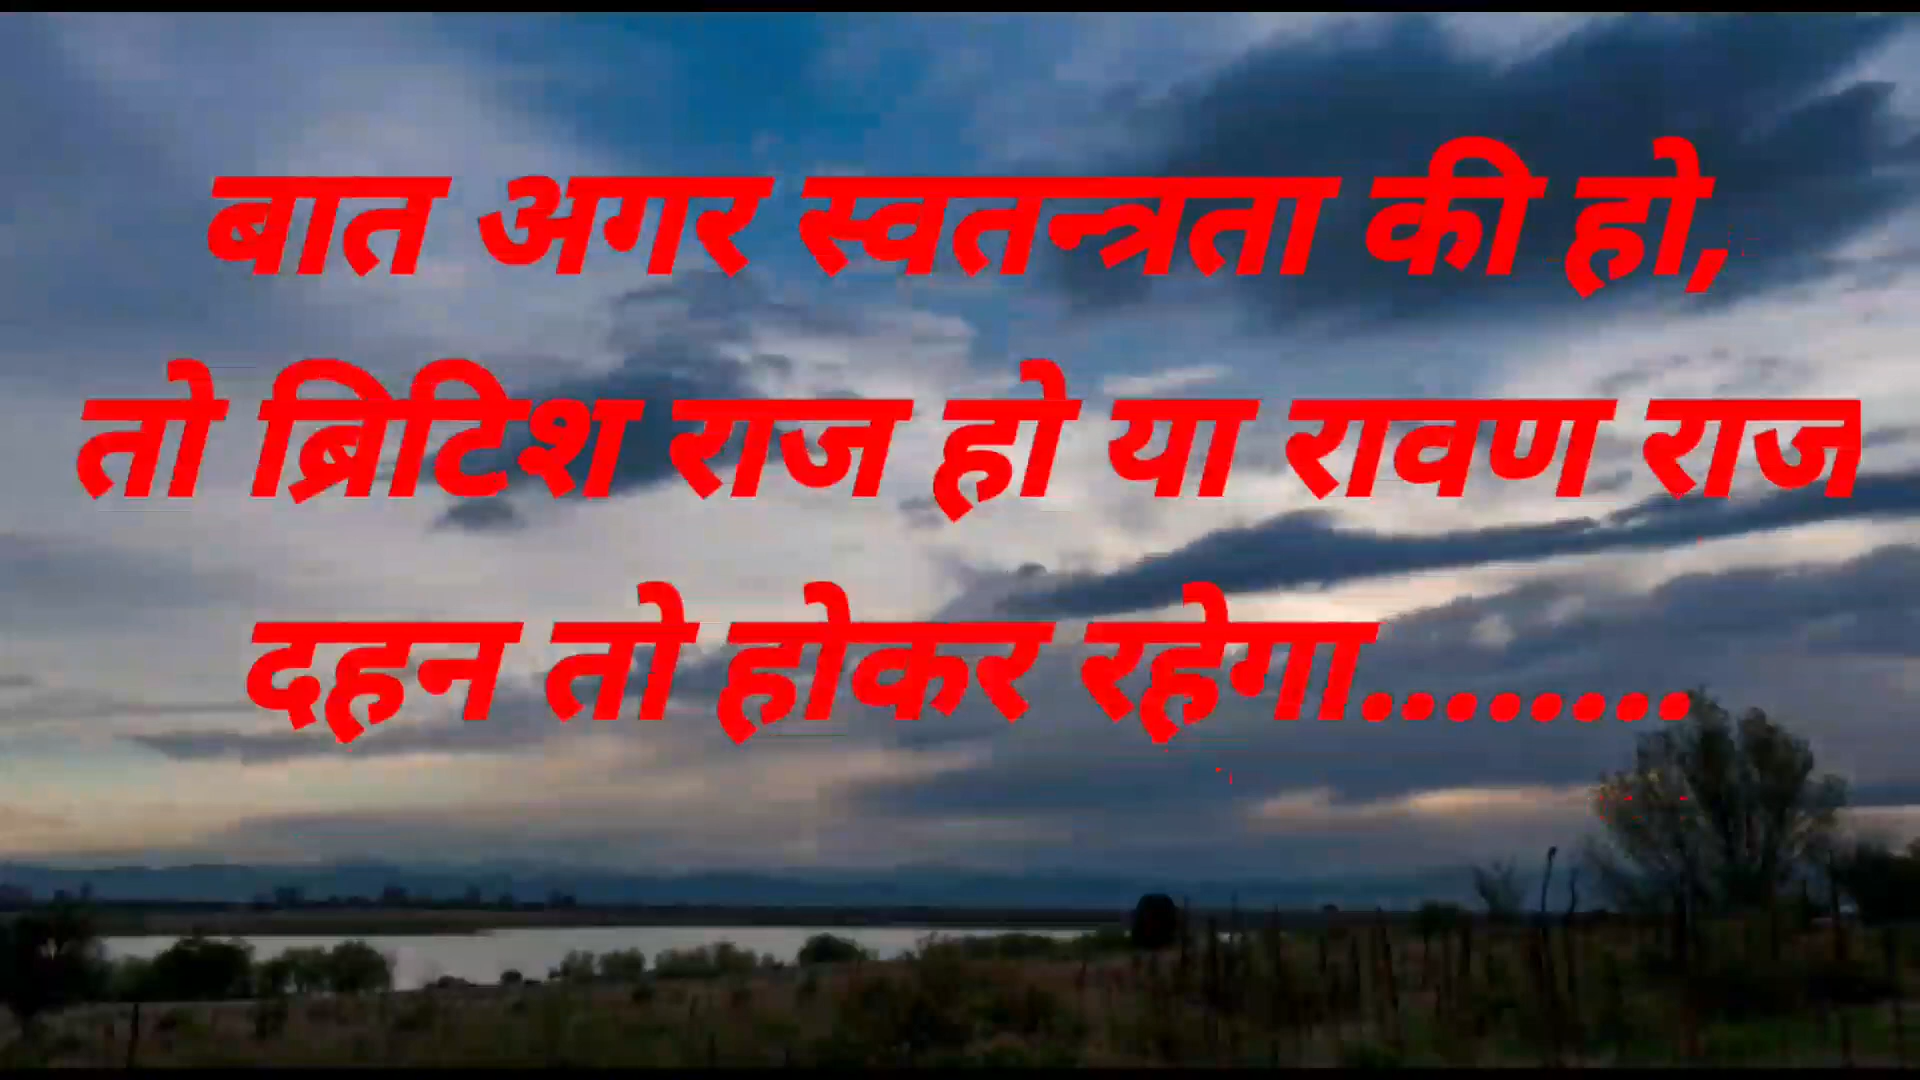 बात अगर स्वतन्त्रता की हो,
तो ब्रिटिश राज हो या रावण राज
दहन तो होकर रहेगा........